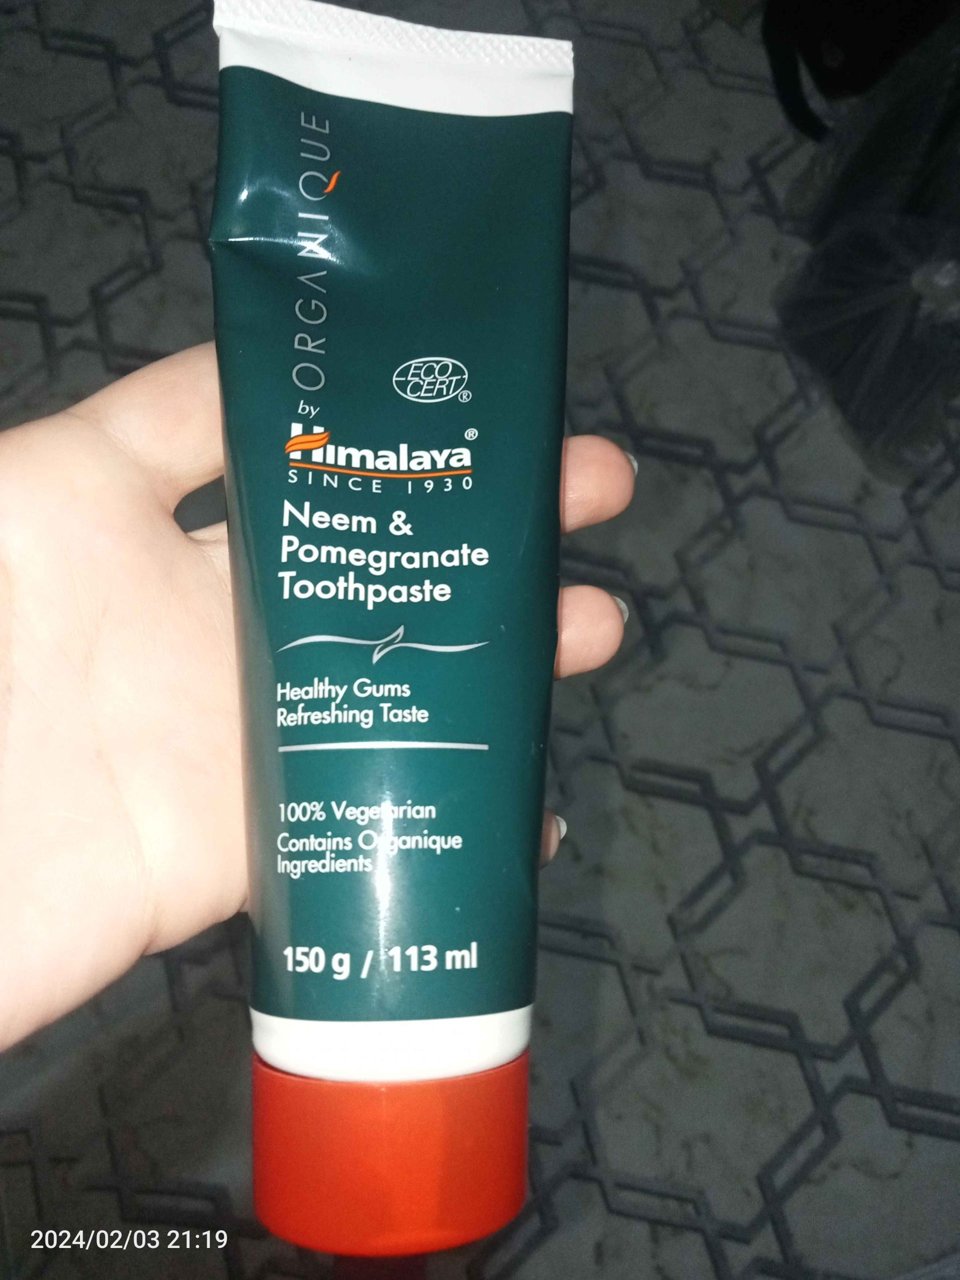 ORGANIQUE
ECO
CERT®
by
Himalaya®
SINCE 1930
Neem &
Pomegranate
Toothpaste
Healthy Gums
Refreshing Taste
100% Vegetarian
Contains Organique
Ingredients
150 g / 113 ml
2024/02/03 21:19